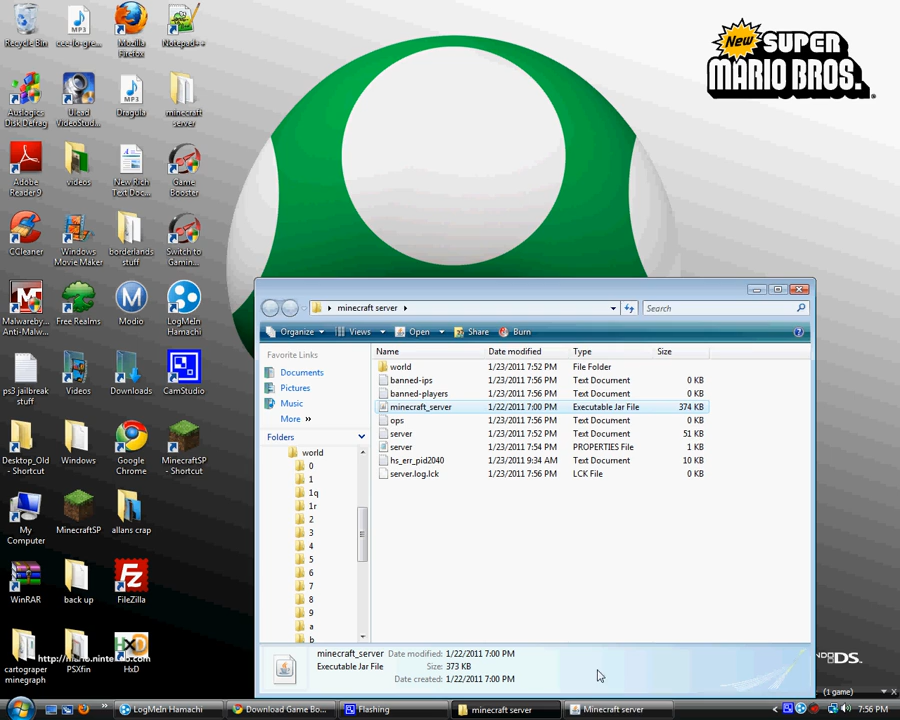 Recycle Bin
cee-lo-gre...
Mozilla
Firefox
Notepad++
New SUPER
MARIO BROS.
Auslogics
Disk Defrag
Ulead
VideoStud...
Dragula
minecraft
server
Adobe
Reader 9
videos
New Rich
Text Doc...
Game
Booster
CCleaner
Windows
Movie Maker
borderlands
stuff
Switch to
Gamin...
Malwareby...
Anti-Malw...
Free Realms
Modio
LogMeIn
Hamachi
ps3 jailbreak
stuff
Videos
Downloads
CamStudio
Desktop_Old
- Shortcut
Windows
Google
Chrome
MinecraftSP
- Shortcut
My
Computer
MinecraftSP
allans crap
WinRAR
back up
FileZilla
cartograper
minegraph
PSXfin
HxD
minecraft server
Search
Organize
Views
Open
Share
Burn
Favorite Links
Documents
Pictures
Music
More »
Folders
world
0
1
1q
1r
2
3
4
5
6
7
8
9
a
b
Name Date modified Type Size
world 1/23/2011 7:52 PM File Folder
banned-ips 1/23/2011 7:56 PM Text Document 0 KB
banned-players 1/23/2011 7:56 PM Text Document 0 KB
minecraft_server 1/22/2011 7:00 PM Executable Jar File 374 KB
ops 1/23/2011 7:56 PM Text Document 0 KB
server 1/23/2011 7:52 PM Text Document 51 KB
server 1/23/2011 7:54 PM PROPERTIES File 1 KB
hs_err_pid2040 1/23/2011 9:34 AM Text Document 10 KB
server.log.lck 1/23/2011 7:56 PM LCK File 0 KB
minecraft_server Date modified: 1/22/2011 7:00 PM
Executable Jar File Size: 373 KB
Date created: 1/22/2011 7:00 PM
DS
(1 game)
LogMeIn Hamachi
Download Game Bo...
Flashing
minecraft server
Minecraft server
7:56 PM